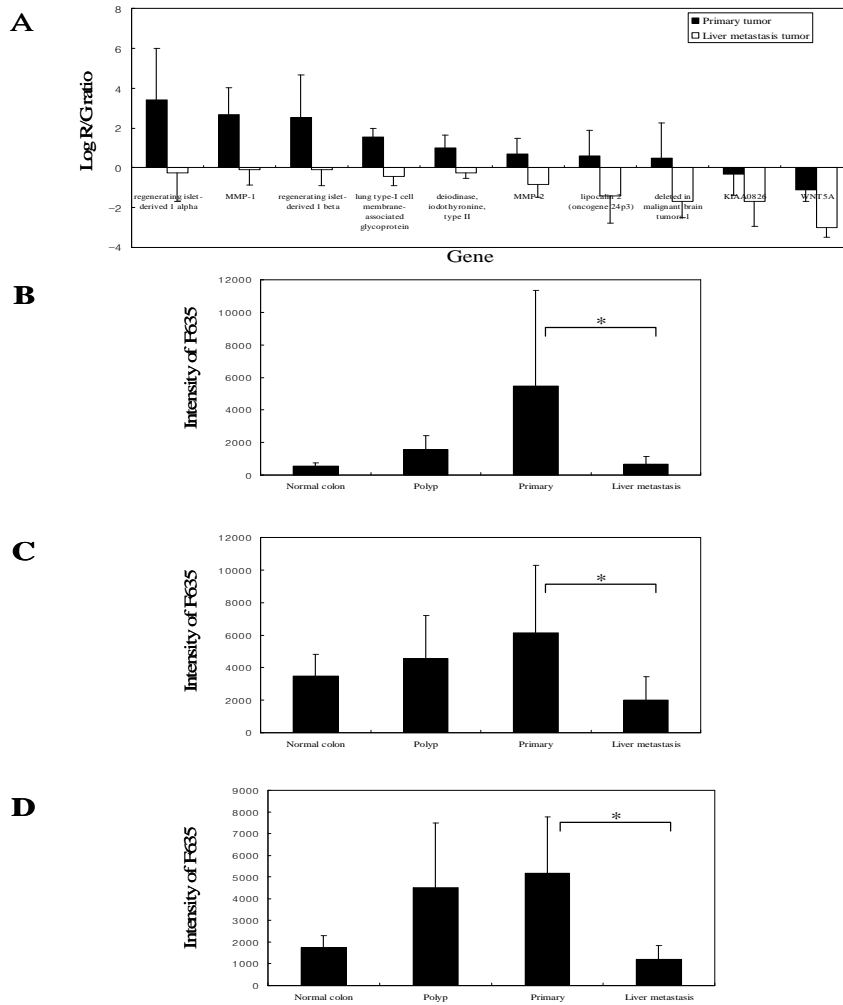 A
8
6
4
2
0
−2
−4
Log R/G ratio
Primary tumor
Liver metastasis tumor
regenerating islet-
derived 1 alpha
MMP-1
regenerating islet-
derived 1 beta
lung type-I cell
membrane-
associated
glycoprotein
deiodinase,
iodothyronine,
type II
MMP-2
lipocalin 2
(oncogene 24p3)
deleted in
malignant brain
tumors 1
KIAA0826
WNT5A
Gene
B
12000
10000
8000
6000
4000
2000
0
Intensity of F635
*
Normal colon
Polyp
Primary
Liver metastasis
C
12000
10000
8000
6000
4000
2000
0
Intensity of F635
*
Normal colon
Polyp
Primary
Liver metastasis
D
9000
8000
7000
6000
5000
4000
3000
2000
1000
0
Intensity of F635
*
Normal colon
Polyp
Primary
Liver metastasis